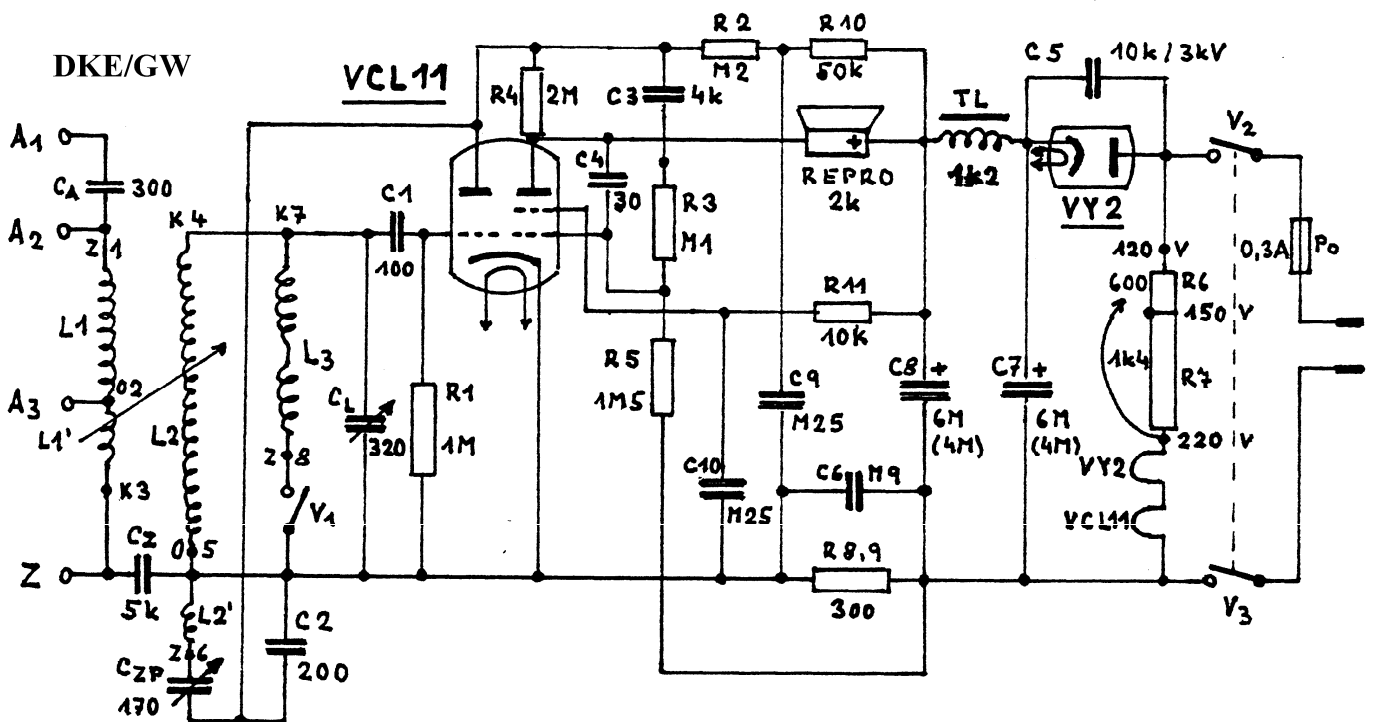 DKE/GW
VCL11
R2
M2
R10
50k
C5
10k/3kV
R4
2M
C3
4k
TL
1k2
V2
A1
CA
300
C4
30
REPRO
2k
VY2
A2
Z1
K4
K7
C1
100
R3
M1
120 V
0,3A
Po
600
R6
150 V
L1
L3
R11
10k
1k4
R7
A3
O2
L1'
L2
CL
320
R1
1M
R5
1M5
C9
M25
C8 +
6M
(4M)
C7 +
6M
(4M)
220 V
Z8
K3
V1
C10
M25
C6
M9
VY2
VCL11
Z
CZ
5k
O5
R8,9
300
V3
L2'
Z6
C2
200
CZP
170